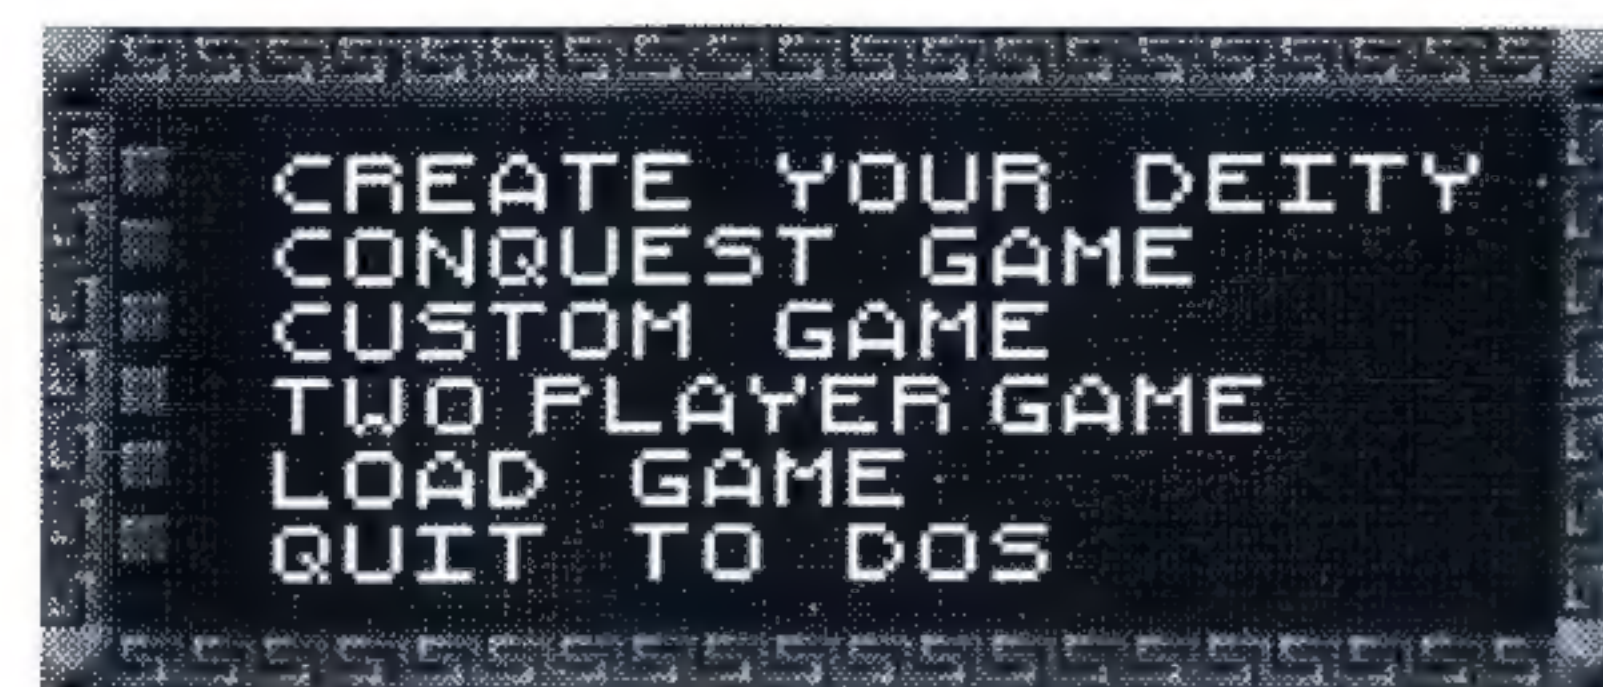 CREATE YOUR DEITY
CONQUEST GAME
CUSTOM GAME
TWO PLAYER GAME
LOAD GAME
QUIT TO DOS